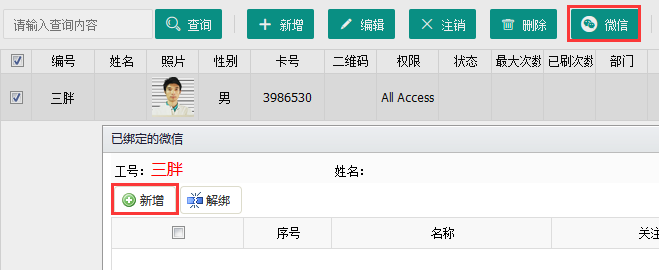 请输入查询内容 查询 新增 编辑 注销 删除 微信
编号 姓名 照片 性别 卡号 二维码 权限 状态 最大次数 已刷次数 部门
三胖 男 3986530 All Access
已绑定的微信
工号：三胖 姓名：
新增 解绑
序号 名称 关注